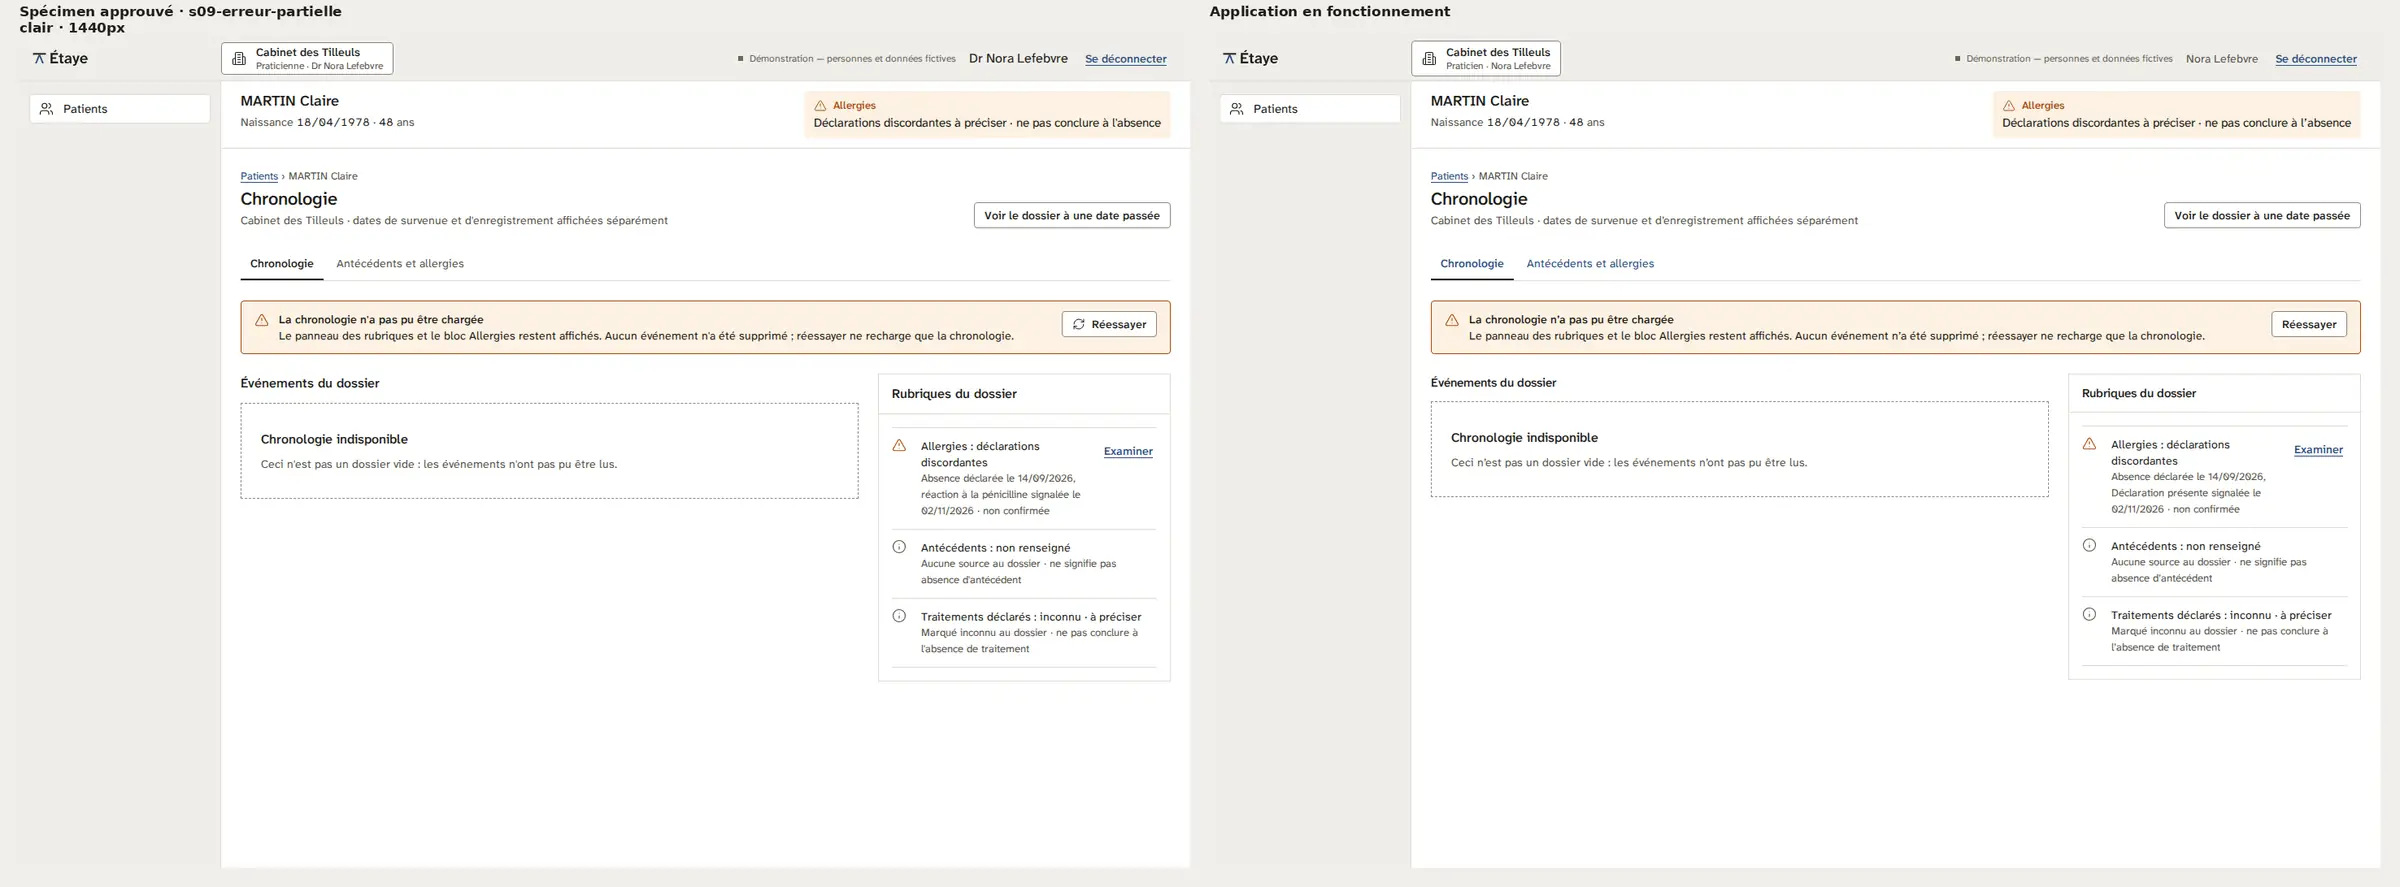 Spécimen approuvé · s09-erreur-partielle
clair · 1440px
Étaye
Cabinet des Tilleuls
Praticienne · Dr Nora Lefebvre
Démonstration — personnes et données fictives
Dr Nora Lefebvre
Se déconnecter
Patients
MARTIN Claire
Naissance 18/04/1978 · 48 ans
Allergies
Déclarations discordantes à préciser · ne pas conclure à l'absence
Patients › MARTIN Claire
Chronologie
Cabinet des Tilleuls · dates de survenue et d'enregistrement affichées séparément
Voir le dossier à une date passée
Chronologie
Antécédents et allergies
La chronologie n'a pas pu être chargée
Le panneau des rubriques et le bloc Allergies restent affichés. Aucun événement n'a été supprimé ; réessayer ne recharge que la chronologie.
Réessayer
Événements du dossier
Chronologie indisponible
Ceci n'est pas un dossier vide : les événements n'ont pas pu être lus.
Rubriques du dossier
Allergies : déclarations
discordantes
Absence déclarée le 14/09/2026,
réaction à la pénicilline signalée le
02/11/2026 · non confirmée
Examiner
Antécédents : non renseigné
Aucune source au dossier · ne signifie pas
absence d'antécédent
Traitements déclarés : inconnu · à préciser
Marqué inconnu au dossier · ne pas conclure à
l'absence de traitement
Application en fonctionnement
Étaye
Cabinet des Tilleuls
Praticien · Nora Lefebvre
Démonstration — personnes et données fictives
Nora Lefebvre
Se déconnecter
Patients
MARTIN Claire
Naissance 18/04/1978 · 48 ans
Allergies
Déclarations discordantes à préciser · ne pas conclure à l’absence
Patients › MARTIN Claire
Chronologie
Cabinet des Tilleuls · dates de survenue et d’enregistrement affichées séparément
Voir le dossier à une date passée
Chronologie
Antécédents et allergies
La chronologie n’a pas pu être chargée
Le panneau des rubriques et le bloc Allergies restent affichés. Aucun événement n’a été supprimé ; réessayer ne recharge que la chronologie.
Réessayer
Événements du dossier
Chronologie indisponible
Ceci n’est pas un dossier vide : les événements n’ont pas pu être lus.
Rubriques du dossier
Allergies : déclarations
discordantes
Absence déclarée le 14/09/2026,
Déclaration présente signalée le
02/11/2026 · non confirmée
Examiner
Antécédents : non renseigné
Aucune source au dossier · ne signifie pas
absence d’antécédent
Traitements déclarés : inconnu · à préciser
Marqué inconnu au dossier · ne pas conclure à
l’absence de traitement